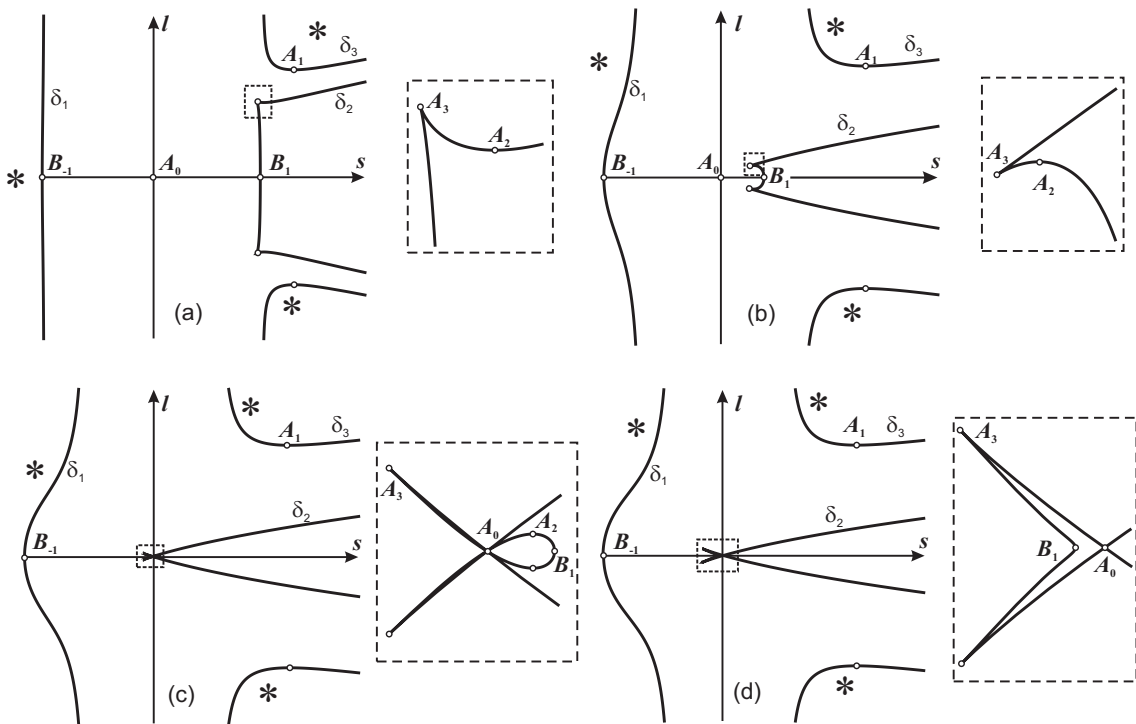 l
*
A₁
δ₃
δ₁
δ₂
A₃
A₂
*
B₋₁
A₀
B₁
s
(a)
*
l
*
A₁
δ₃
*
δ₁
δ₂
B₋₁
A₀
B₁
s
A₃
A₂
(b)
*
l
*
A₁
δ₃
*
δ₁
δ₂
B₋₁
s
A₃
A₀
A₂
B₁
(c)
*
l
*
A₁
δ₃
*
δ₁
δ₂
B₋₁
s
A₃
B₁
A₀
(d)
*